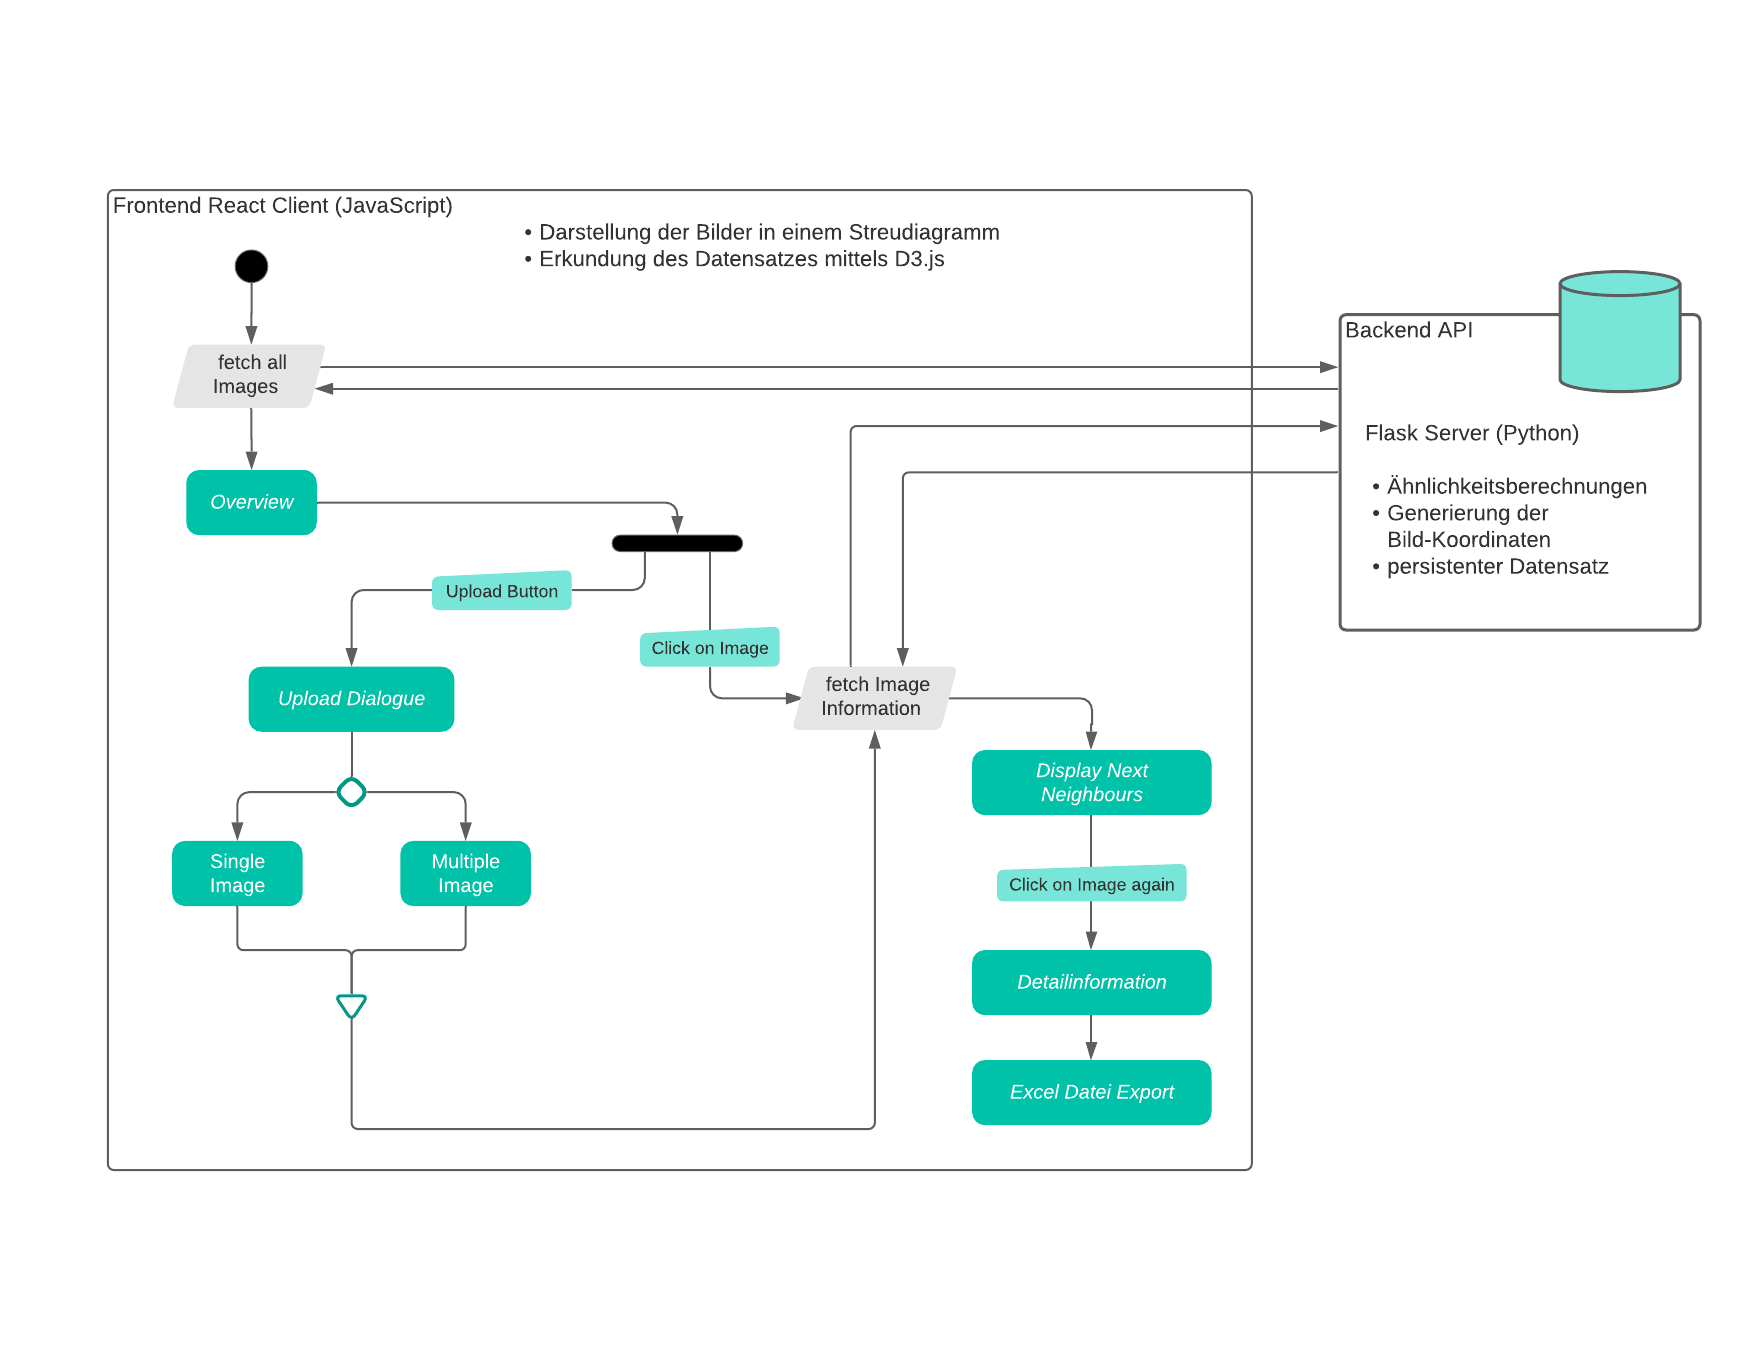 Frontend React Client (JavaScript)
• Darstellung der Bilder in einem Streudiagramm
• Erkundung des Datensatzes mittels D3.js
fetch all
Images
Overview
Upload Button
Click on Image
Upload Dialogue
fetch Image
Information
Single
Image
Multiple
Image
Display Next
Neighbours
Click on Image again
Detailinformation
Excel Datei Export
Backend API
Flask Server (Python)
• Ähnlichkeitsberechnungen
• Generierung der
Bild-Koordinaten
• persistenter Datensatz